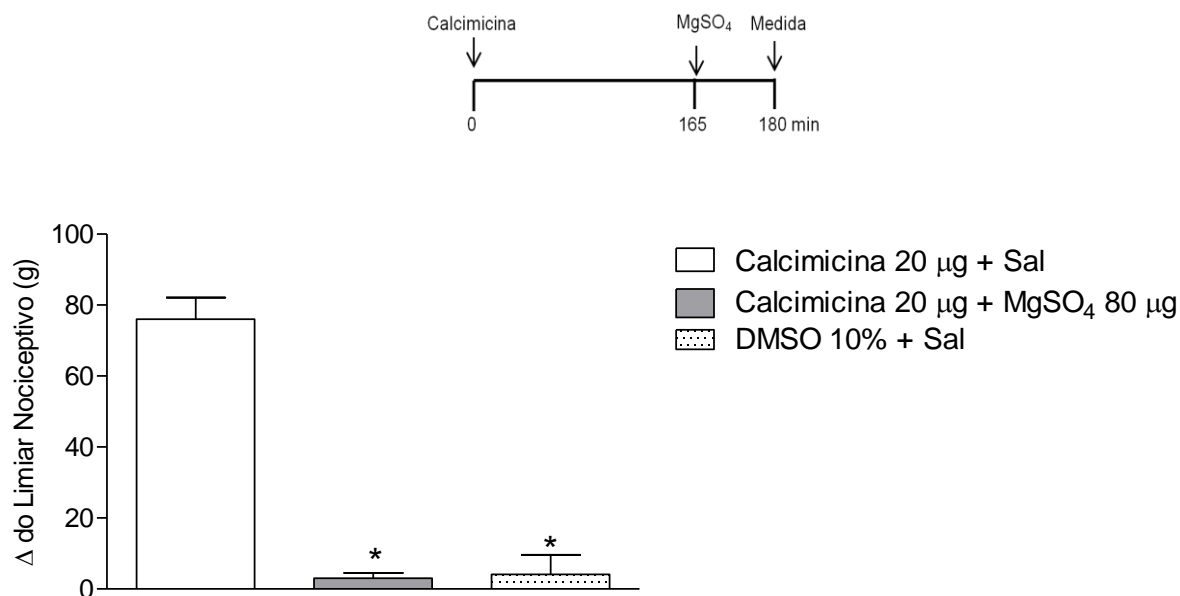 Calcimicina MgSO₄ Medida
0 165 180 min
Δ do Limiar Nociceptivo (g)
100
80
60
40
20
0
* *
Calcimicina 20 μg + Sal
Calcimicina 20 μg + MgSO₄ 80 μg
DMSO 10% + Sal